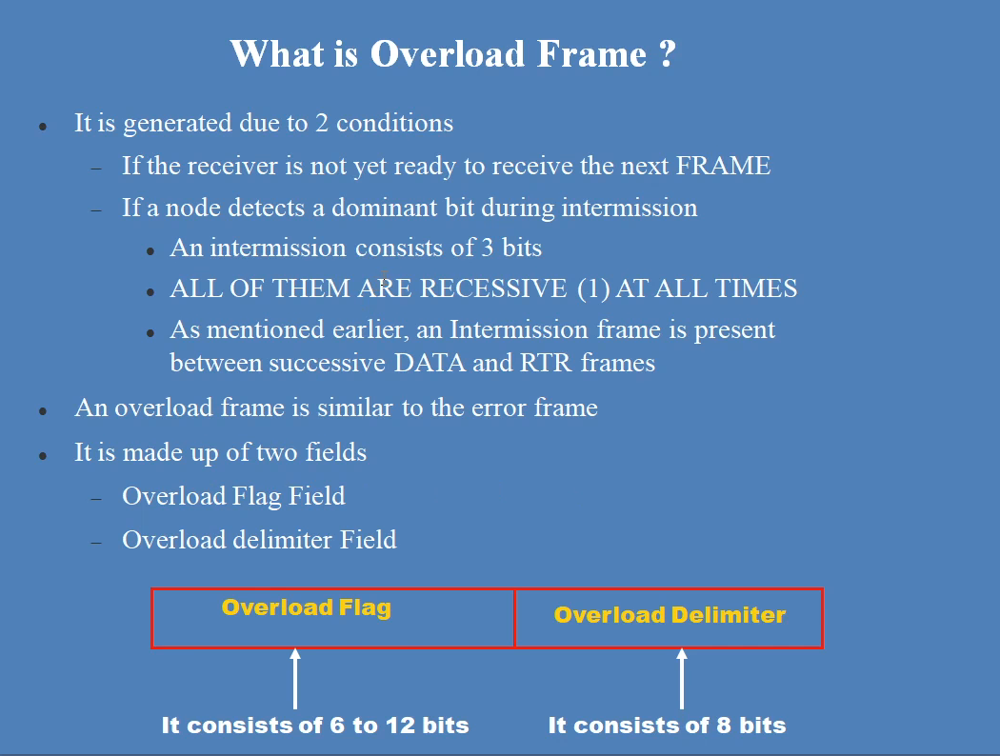 What is Overload Frame ?
It is generated due to 2 conditions
If the receiver is not yet ready to receive the next FRAME
If a node detects a dominant bit during intermission
An intermission consists of 3 bits
ALL OF THEM ARE RECESSIVE (1) AT ALL TIMES
As mentioned earlier, an Intermission frame is present
between successive DATA and RTR frames
An overload frame is similar to the error frame
It is made up of two fields
Overload Flag Field
Overload delimiter Field
Overload Flag
Overload Delimiter
It consists of 6 to 12 bits
It consists of 8 bits